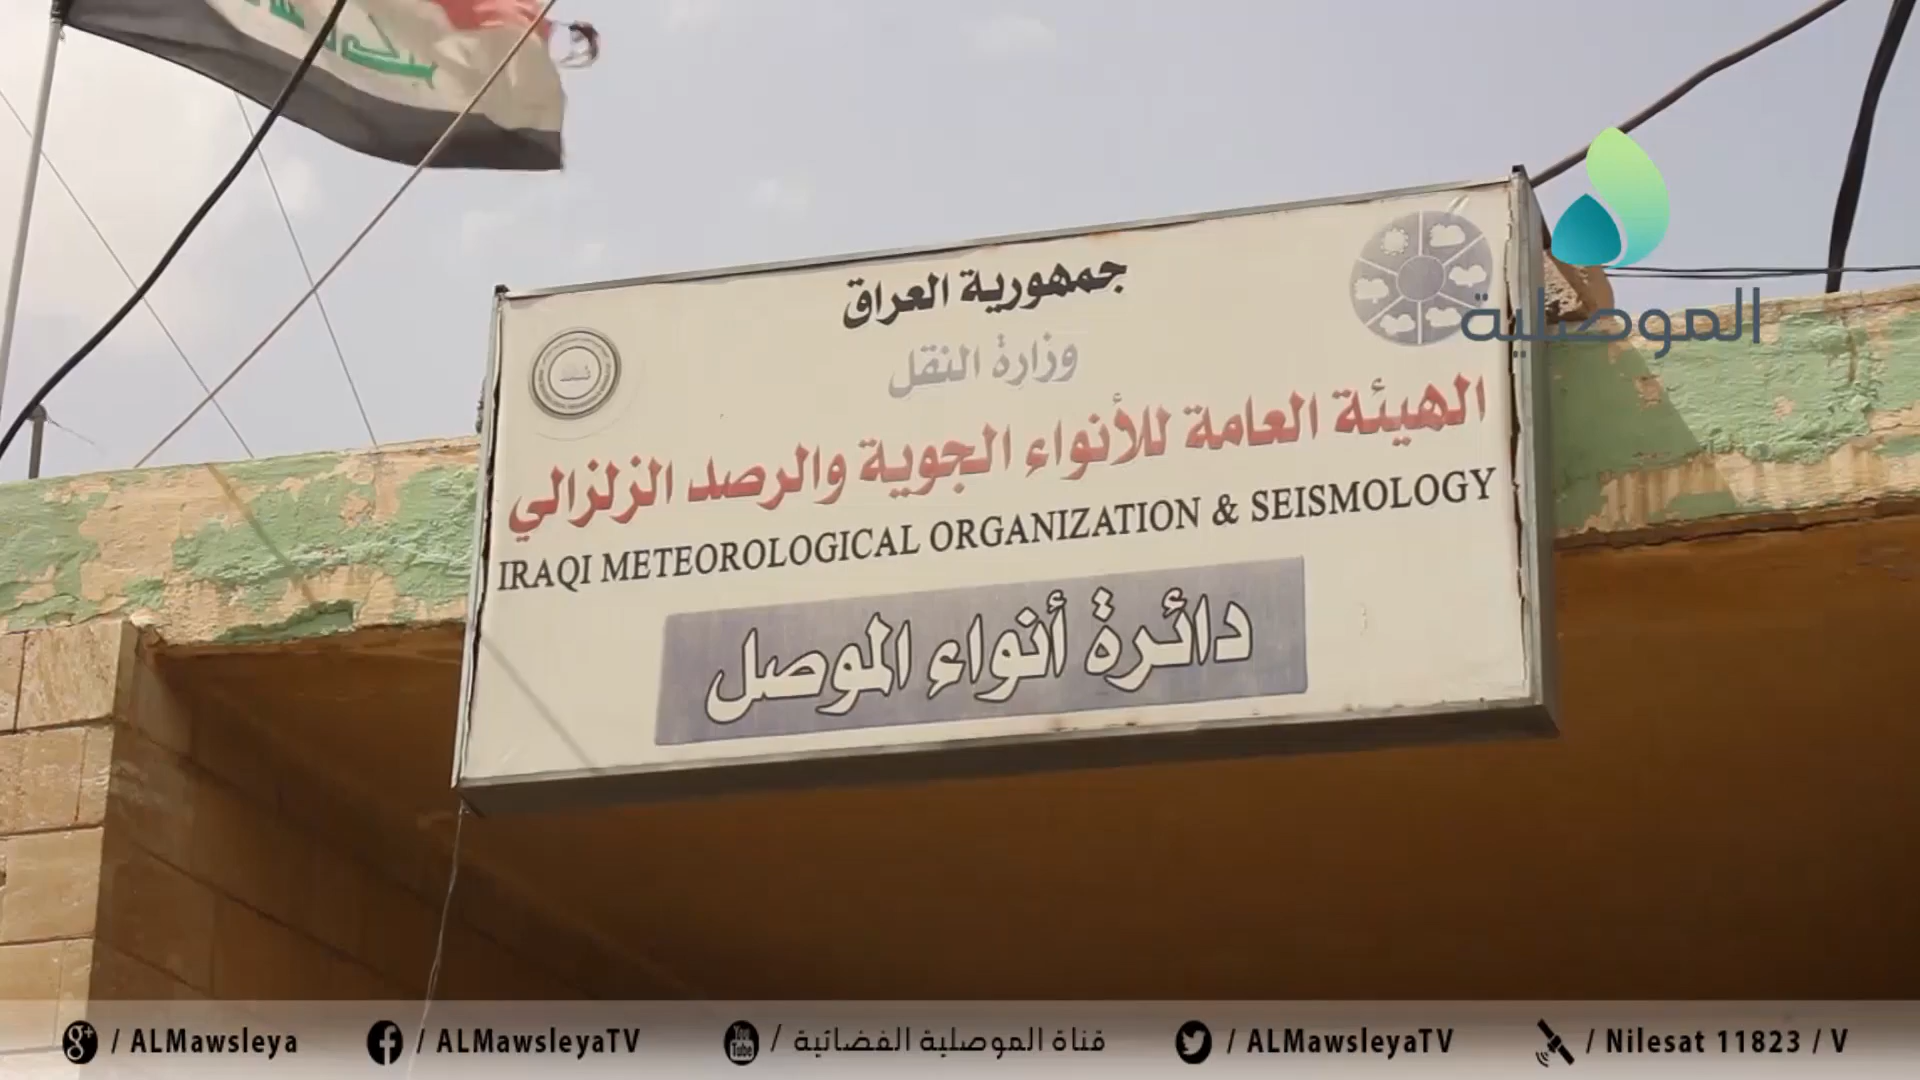 الموصلية
جمهورية العراق
وزارة النقل
الهيئة العامة للأنواء الجوية والرصد الزلزالي
IRAQI METEOROLOGICAL ORGANIZATION & SEISMOLOGY
دائرة أنواء الموصل
/ ALMawsleya
/ ALMawsleyaTV
/ قناة الموصلية الفضائية
/ ALMawsleyaTV
/ Nilesat 11823 / V